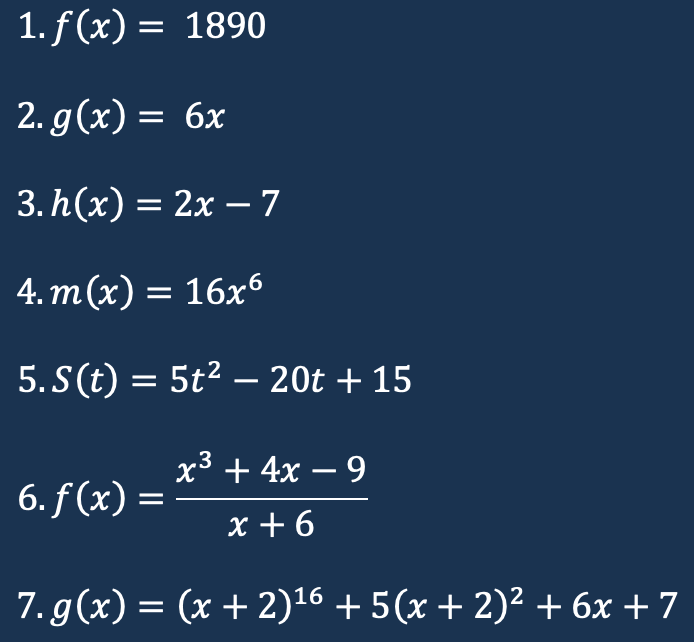 1. f(x) = 1890
2. g(x) = 6x
3. h(x) = 2x − 7
4. m(x) = 16x⁶
5. S(t) = 5t² − 20t + 15
6. f(x) = (x³ + 4x − 9)/(x + 6)
7. g(x) = (x + 2)¹⁶ + 5(x + 2)² + 6x + 7